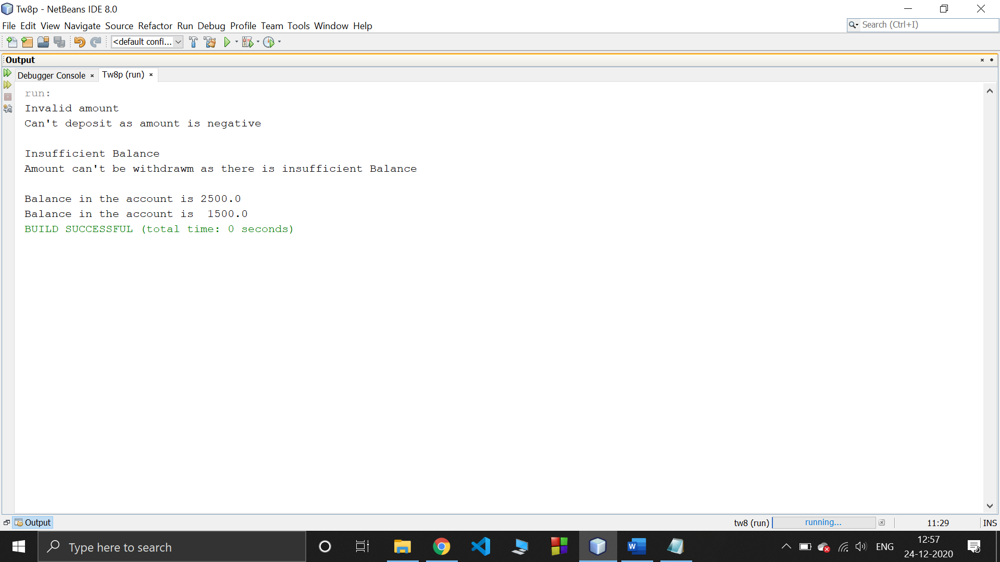 Tw8p - NetBeans IDE 8.0
File Edit View Navigate Source Refactor Run Debug Profile Team Tools Window Help
Search (Ctrl+I)
<default confi...
Output
Debugger Console
Tw8p (run)
run:
Invalid amount
Can't deposit as amount is negative
Insufficient Balance
Amount can't be withdrawm as there is insufficient Balance
Balance in the account is 2500.0
Balance in the account is  1500.0
BUILD SUCCESSFUL (total time: 0 seconds)
Output
tw8 (run)
running...
11:29
INS
Type here to search
W
ENG
12:57
24-12-2020